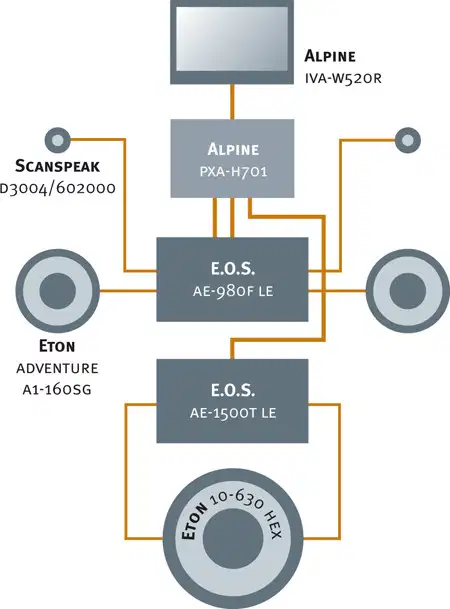 ALPINE
IVA-W520R
ALPINE
PXA-H701
SCANSPEAK
D3004/602000
E.O.S.
AE-980F LE
ETON
ADVENTURE
A1-160SG
E.O.S.
AE-1500T LE
ETON 10-630 HEX